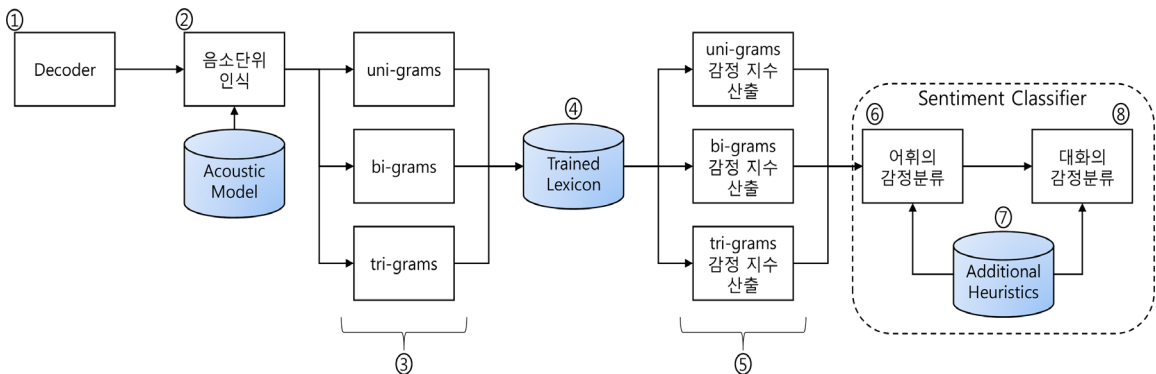 ①
Decoder
②
음소단위
인식
Acoustic
Model
uni-grams
bi-grams
tri-grams
③
④
Trained
Lexicon
uni-grams
감정 지수
산출
bi-grams
감정 지수
산출
tri-grams
감정 지수
산출
⑤
Sentiment Classifier
⑥
어휘의
감정분류
⑧
대화의
감정분류
⑦
Additional
Heuristics